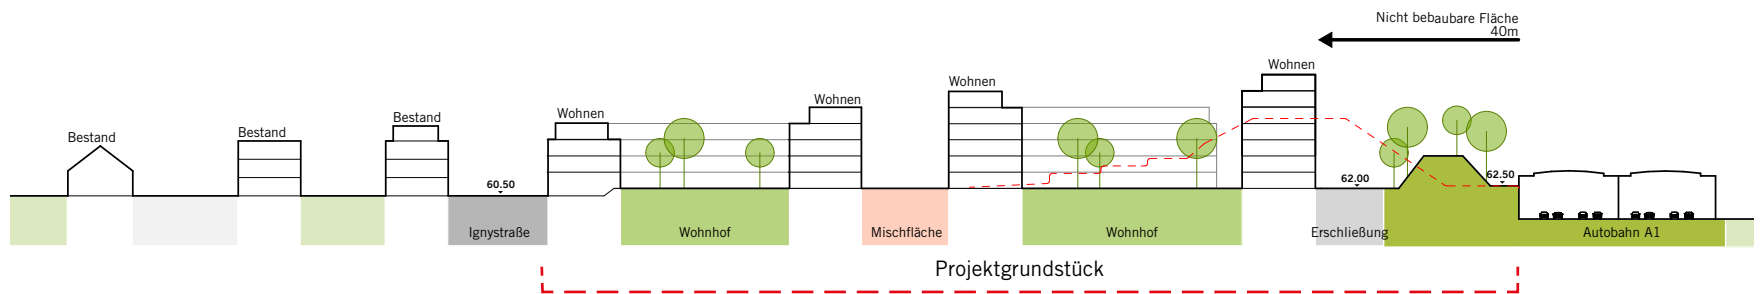 Nicht bebaubare Fläche
40m
Bestand
Bestand
Bestand
Wohnen
Wohnen
Wohnen
Wohnen
60.50
62.00
62.50
Ignystraße
Wohnhof
Mischfläche
Wohnhof
Erschließung
Autobahn A1
Projektgrundstück